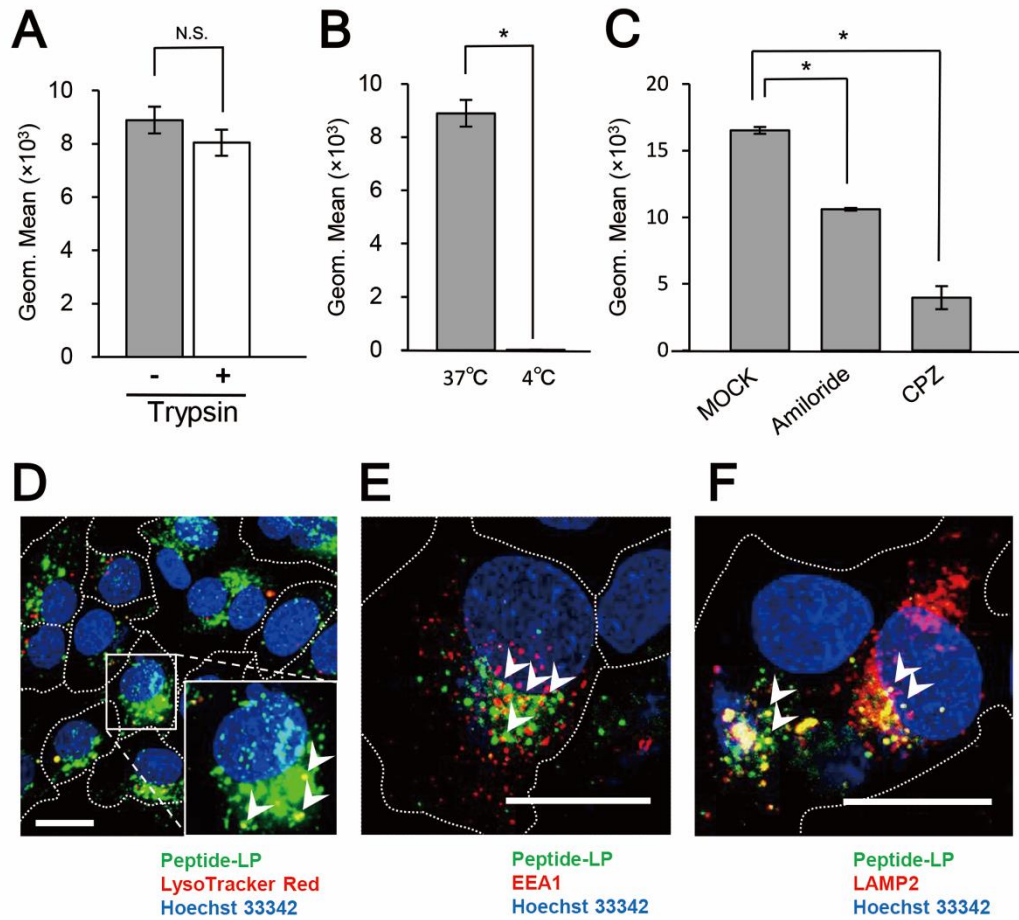 A
N.S.
Geom. Mean (×10³)
10
8
6
4
2
0
- +
Trypsin
B
*
Geom. Mean (×10³)
10
8
6
4
2
0
37°C 4°C
C
*
*
Geom. Mean (×10³)
20
15
10
5
0
MOCK
Amiloride
CPZ
D
Peptide-LP
LysoTracker Red
Hoechst 33342
E
Peptide-LP
EEA1
Hoechst 33342
F
Peptide-LP
LAMP2
Hoechst 33342